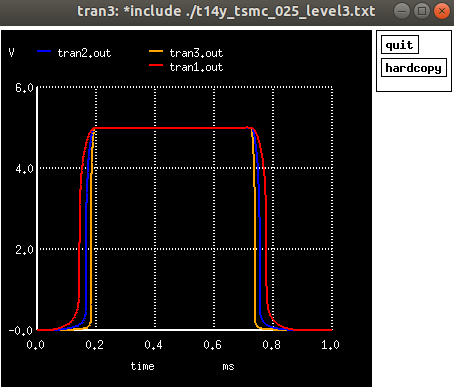 tran3: *include ./t14y_tsmc_025_level3.txt
quit
hardcopy
V
tran2.out
tran3.out
tran1.out
6.0
4.0
2.0
-0.0
0.0 0.2 0.4 0.6 0.8 1.0
time ms